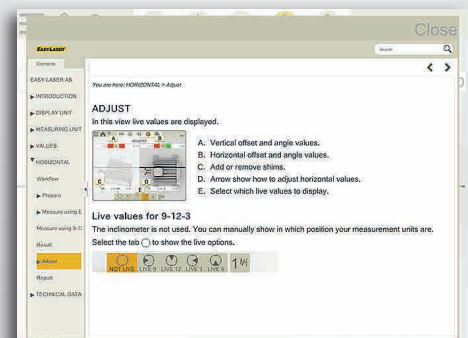 Close
EASY-LASER
Search
Contents
EASY-LASER AB
INTRODUCTION
DISPLAY UNIT
MEASURING UNIT
VALUES
HORIZONTAL
Workflow
Prepare
Measure using E
Measure using 9-1
Result
Adjust
Report
TECHNICAL DATA
You are here: HORIZONTAL > Adjust
ADJUST
In this view live values are displayed.
A
B
C
D
E
A. Vertical offset and angle values.
B. Horizontal offset and angle values.
C. Add or remove shims.
D. Arrow show how to adjust horizontal values.
E. Select which live values to display.
Live values for 9-12-3
The inclinometer is not used. You can manually show in which position your measurement units are.
Select the tab to show the live options.
NOT LIVE LIVE 9 LIVE 12 LIVE 3 LIVE 6